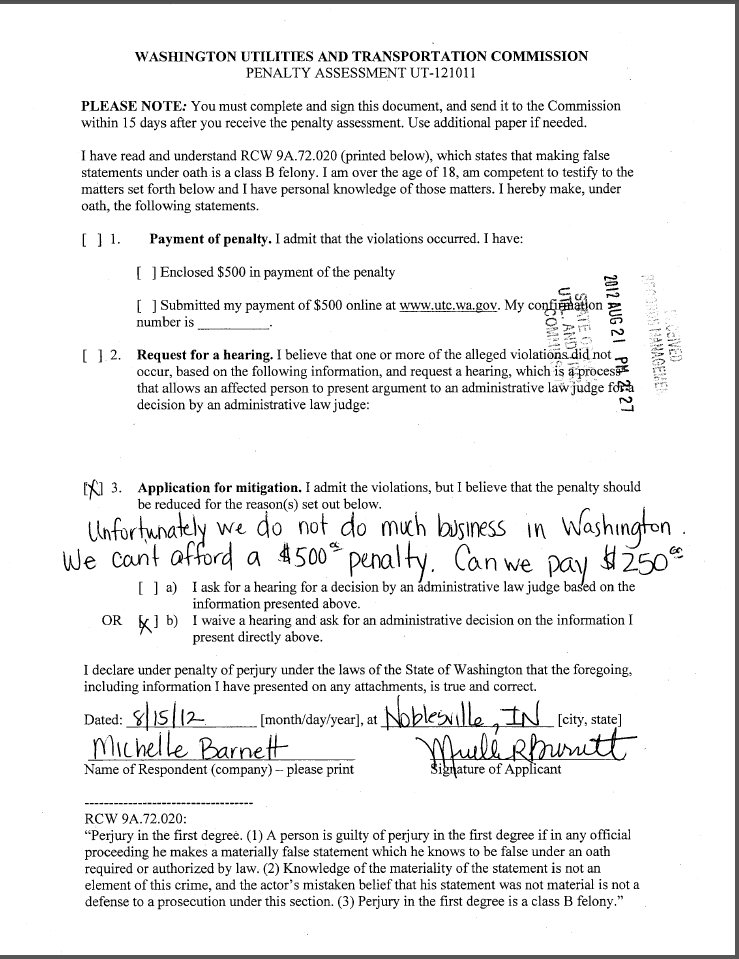 WASHINGTON UTILITIES AND TRANSPORTATION COMMISSION
PENALTY ASSESSMENT UT-121011
PLEASE NOTE: You must complete and sign this document, and send it to the Commission
within 15 days after you receive the penalty assessment. Use additional paper if needed.
I have read and understand RCW 9A.72.020 (printed below), which states that making false
statements under oath is a class B felony. I am over the age of 18, am competent to testify to the
matters set forth below and I have personal knowledge of those matters. I hereby make, under
oath, the following statements.
[ ] 1. Payment of penalty. I admit that the violations occurred. I have:
[ ] Enclosed $500 in payment of the penalty
[ ] Submitted my payment of $500 online at www.utc.wa.gov. My confirmation
number is __________.
[ ] 2. Request for a hearing. I believe that one or more of the alleged violations did not
occur, based on the following information, and request a hearing, which is a process
that allows an affected person to present argument to an administrative law judge for a
decision by an administrative law judge:
2012 AUG 21 PM 2:27
STATE OF
UTIL. AND
[X] 3. Application for mitigation. I admit the violations, but I believe that the penalty should
be reduced for the reason(s) set out below.
Unfortunately we do not do much business in Washington.
We cant afford a $500 00 penalty. Can we pay $250 00
[ ] a) I ask for a hearing for a decision by an administrative law judge based on the
information presented above.
OR [X] b) I waive a hearing and ask for an administrative decision on the information I
present directly above.
I declare under penalty of perjury under the laws of the State of Washington that the foregoing,
including information I have presented on any attachments, is true and correct.
Dated: 8/15/12 [month/day/year], at Noblesville, IN [city, state]
Michelle Barnett
Name of Respondent (company) – please print Signature of Applicant
-----------------------------------
RCW 9A.72.020:
“Perjury in the first degree. (1) A person is guilty of perjury in the first degree if in any official
proceeding he makes a materially false statement which he knows to be false under an oath
required or authorized by law. (2) Knowledge of the materiality of the statement is not an
element of this crime, and the actor’s mistaken belief that his statement was not material is not a
defense to a prosecution under this section. (3) Perjury in the first degree is a class B felony.”